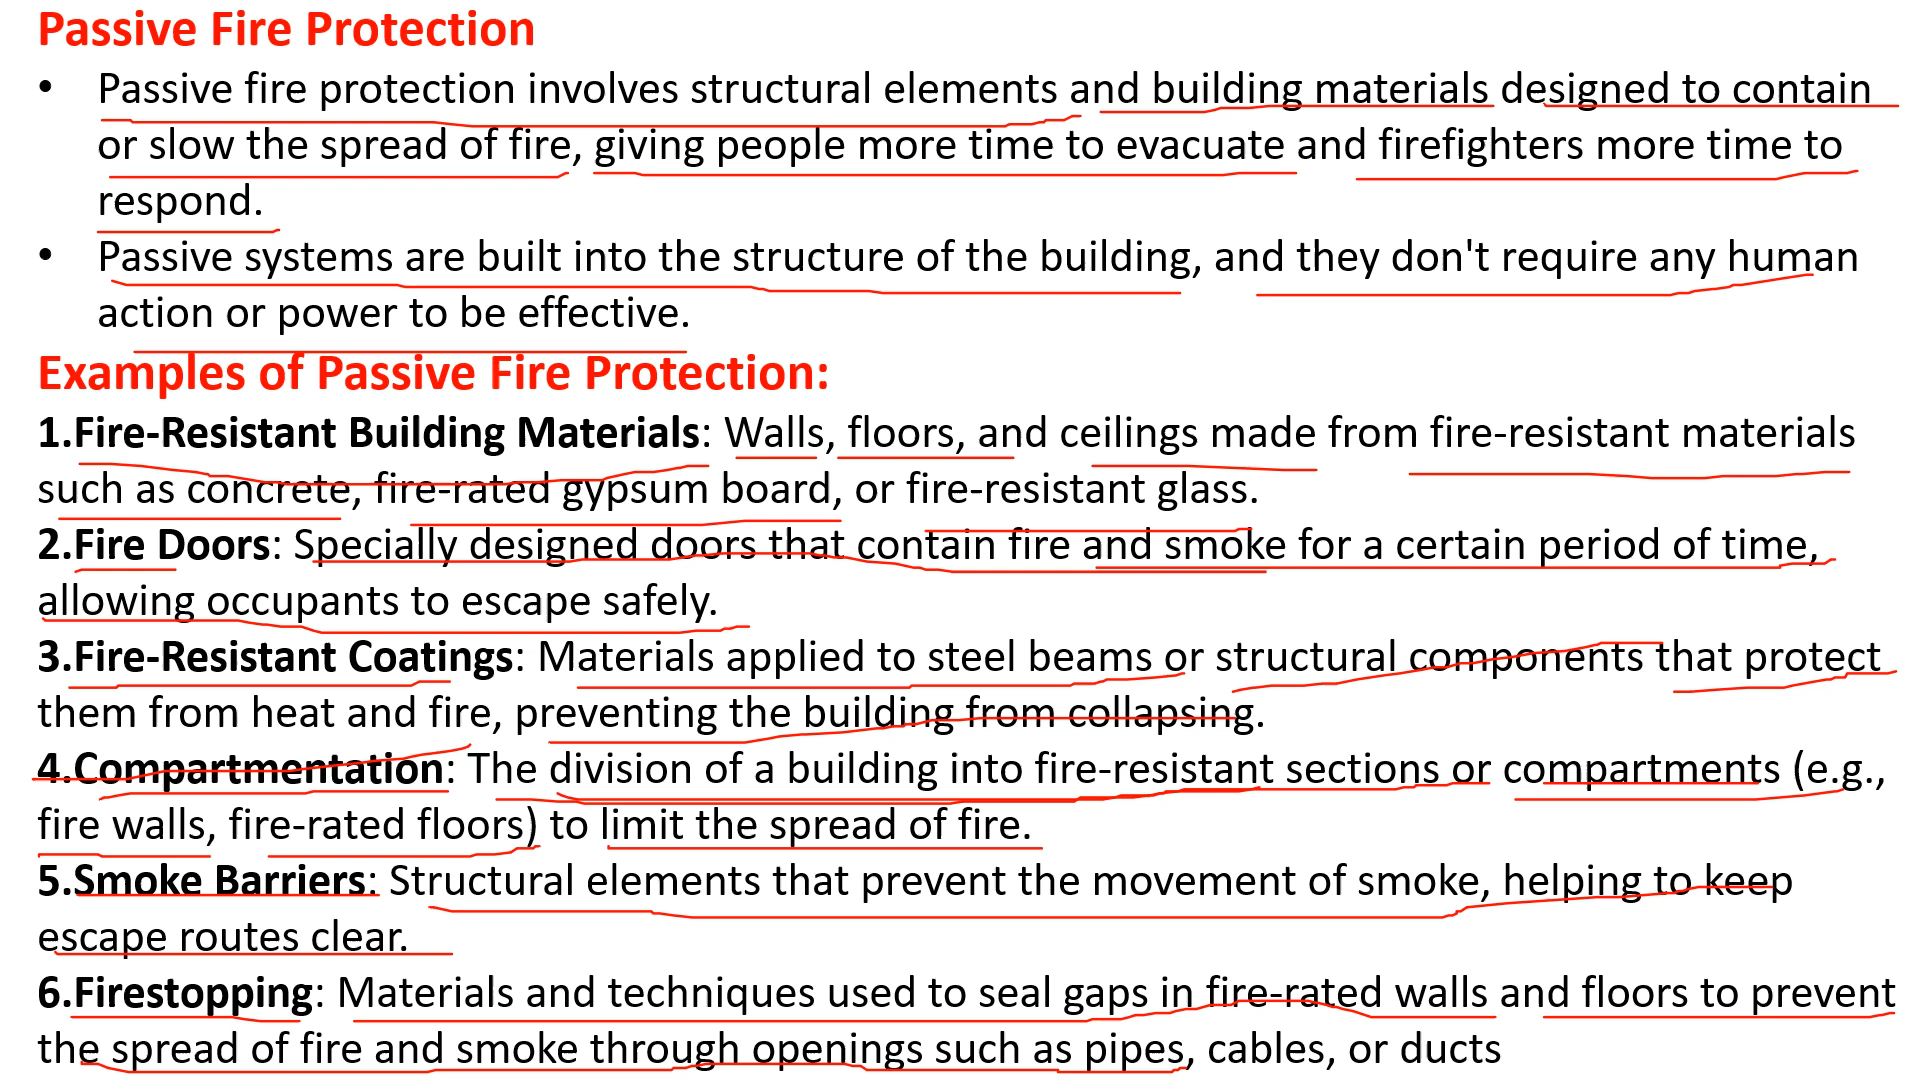 Passive Fire Protection
• Passive fire protection involves structural elements and building materials designed to contain
or slow the spread of fire, giving people more time to evacuate and firefighters more time to
respond.
• Passive systems are built into the structure of the building, and they don't require any human
action or power to be effective.
Examples of Passive Fire Protection:
1.Fire-Resistant Building Materials: Walls, floors, and ceilings made from fire-resistant materials
such as concrete, fire-rated gypsum board, or fire-resistant glass.
2.Fire Doors: Specially designed doors that contain fire and smoke for a certain period of time,
allowing occupants to escape safely.
3.Fire-Resistant Coatings: Materials applied to steel beams or structural components that protect
them from heat and fire, preventing the building from collapsing.
4.Compartmentation: The division of a building into fire-resistant sections or compartments (e.g.,
fire walls, fire-rated floors) to limit the spread of fire.
5.Smoke Barriers: Structural elements that prevent the movement of smoke, helping to keep
escape routes clear.
6.Firestopping: Materials and techniques used to seal gaps in fire-rated walls and floors to prevent
the spread of fire and smoke through openings such as pipes, cables, or ducts